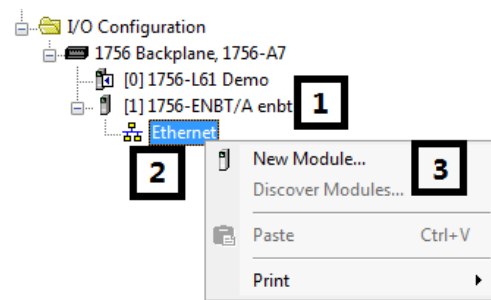 I/O Configuration
1756 Backplane, 1756-A7
[0] 1756-L61 Demo
[1] 1756-ENBT/A enbt
1
Ethernet
2
New Module...
3
Discover Modules...
Paste Ctrl+V
Print